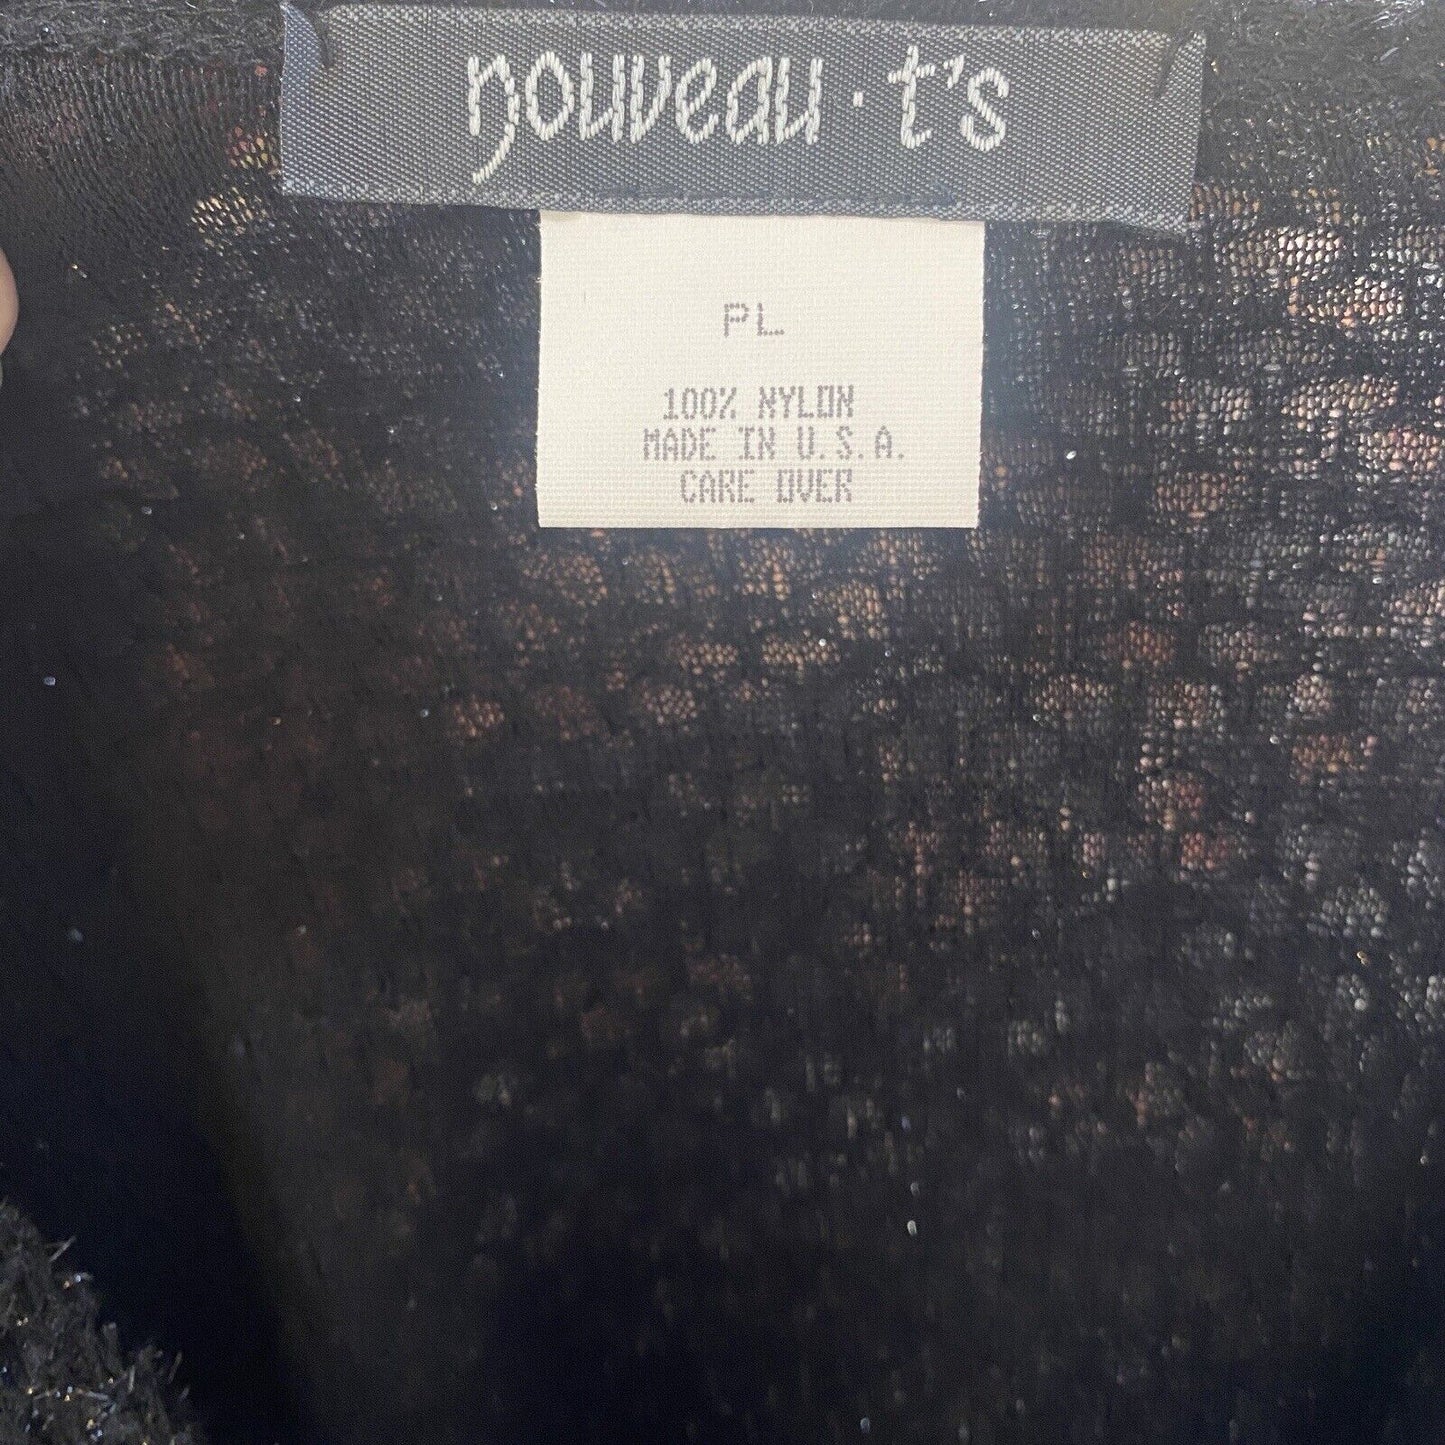 nouveau·t's
PL
100% NYLON
MADE IN U.S.A.
CARE OVER